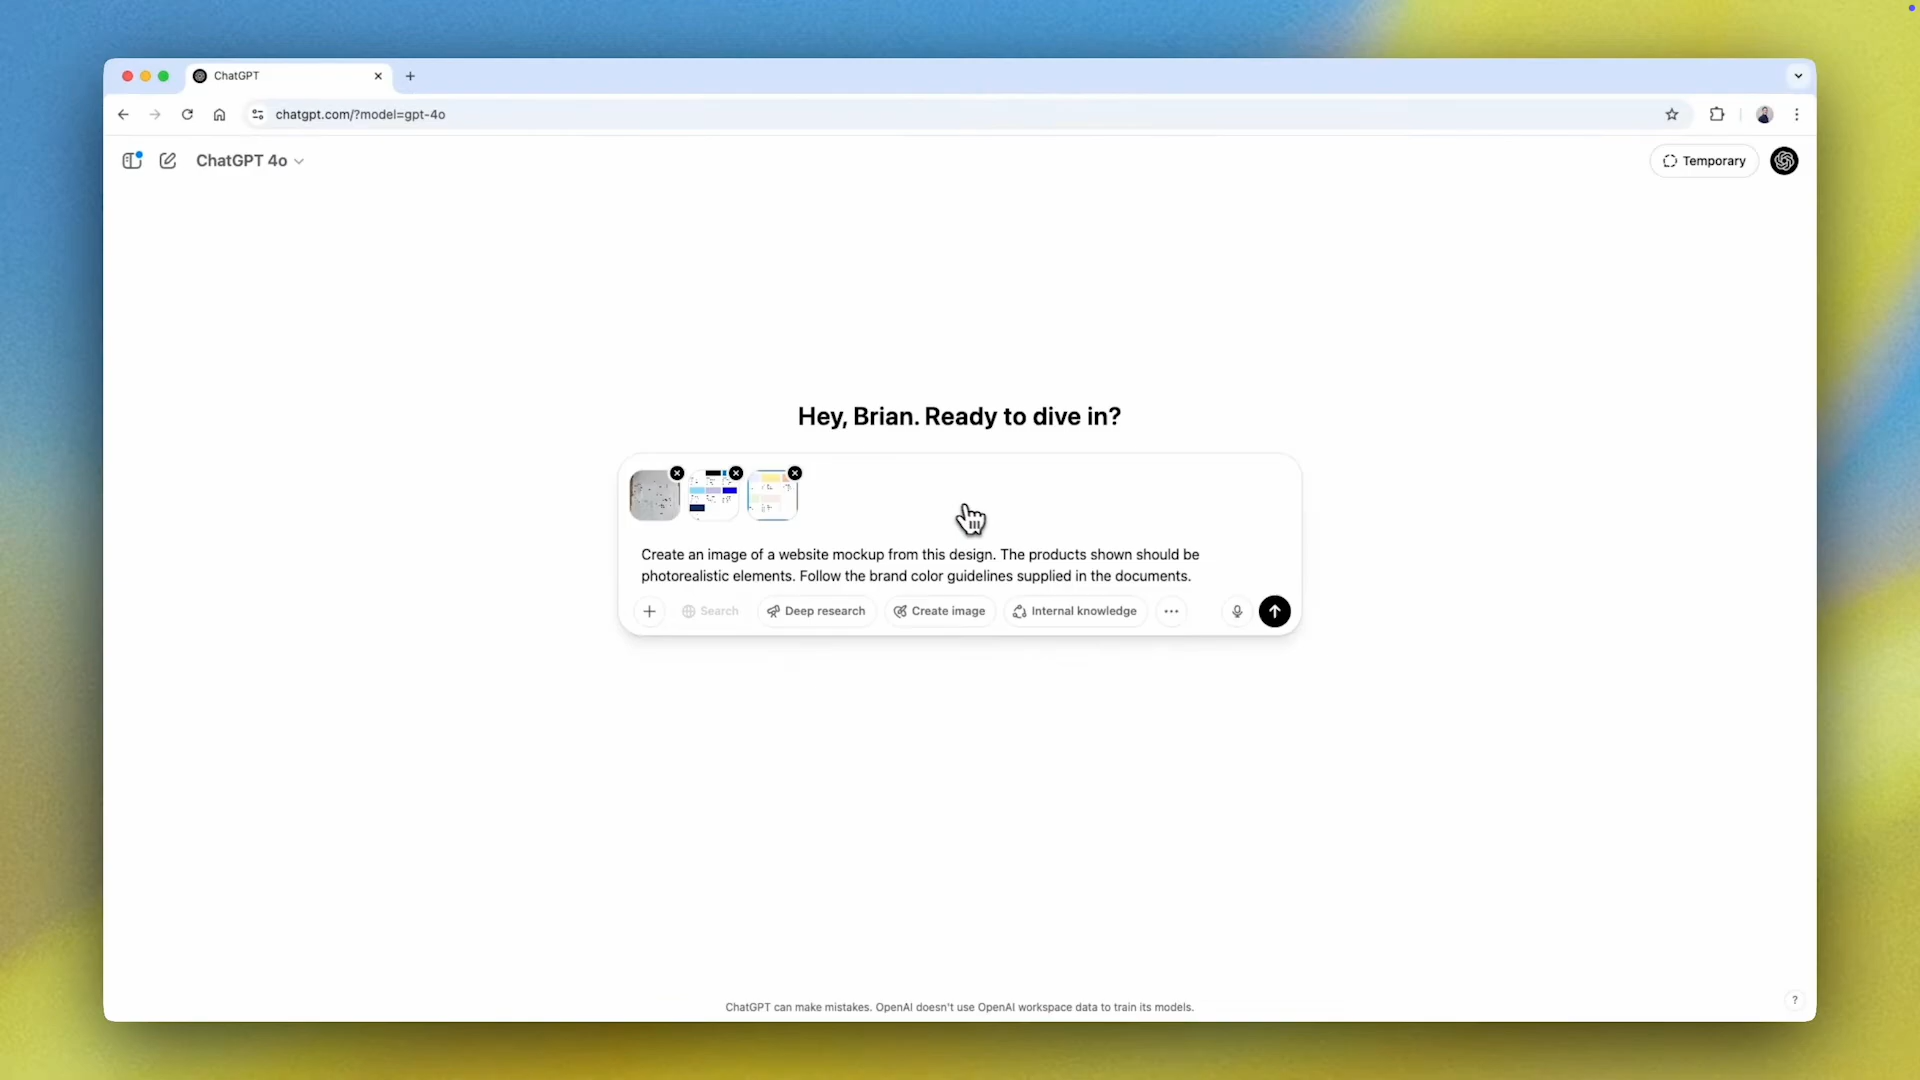 ChatGPT
chatgpt.com/?model=gpt-4o
ChatGPT 4o
Temporary
Hey, Brian. Ready to dive in?
Create an image of a website mockup from this design. The products shown should be
photorealistic elements. Follow the brand color guidelines supplied in the documents.
Search
Deep research
Create image
Internal knowledge
ChatGPT can make mistakes. OpenAI doesn't use OpenAI workspace data to train its models.
?